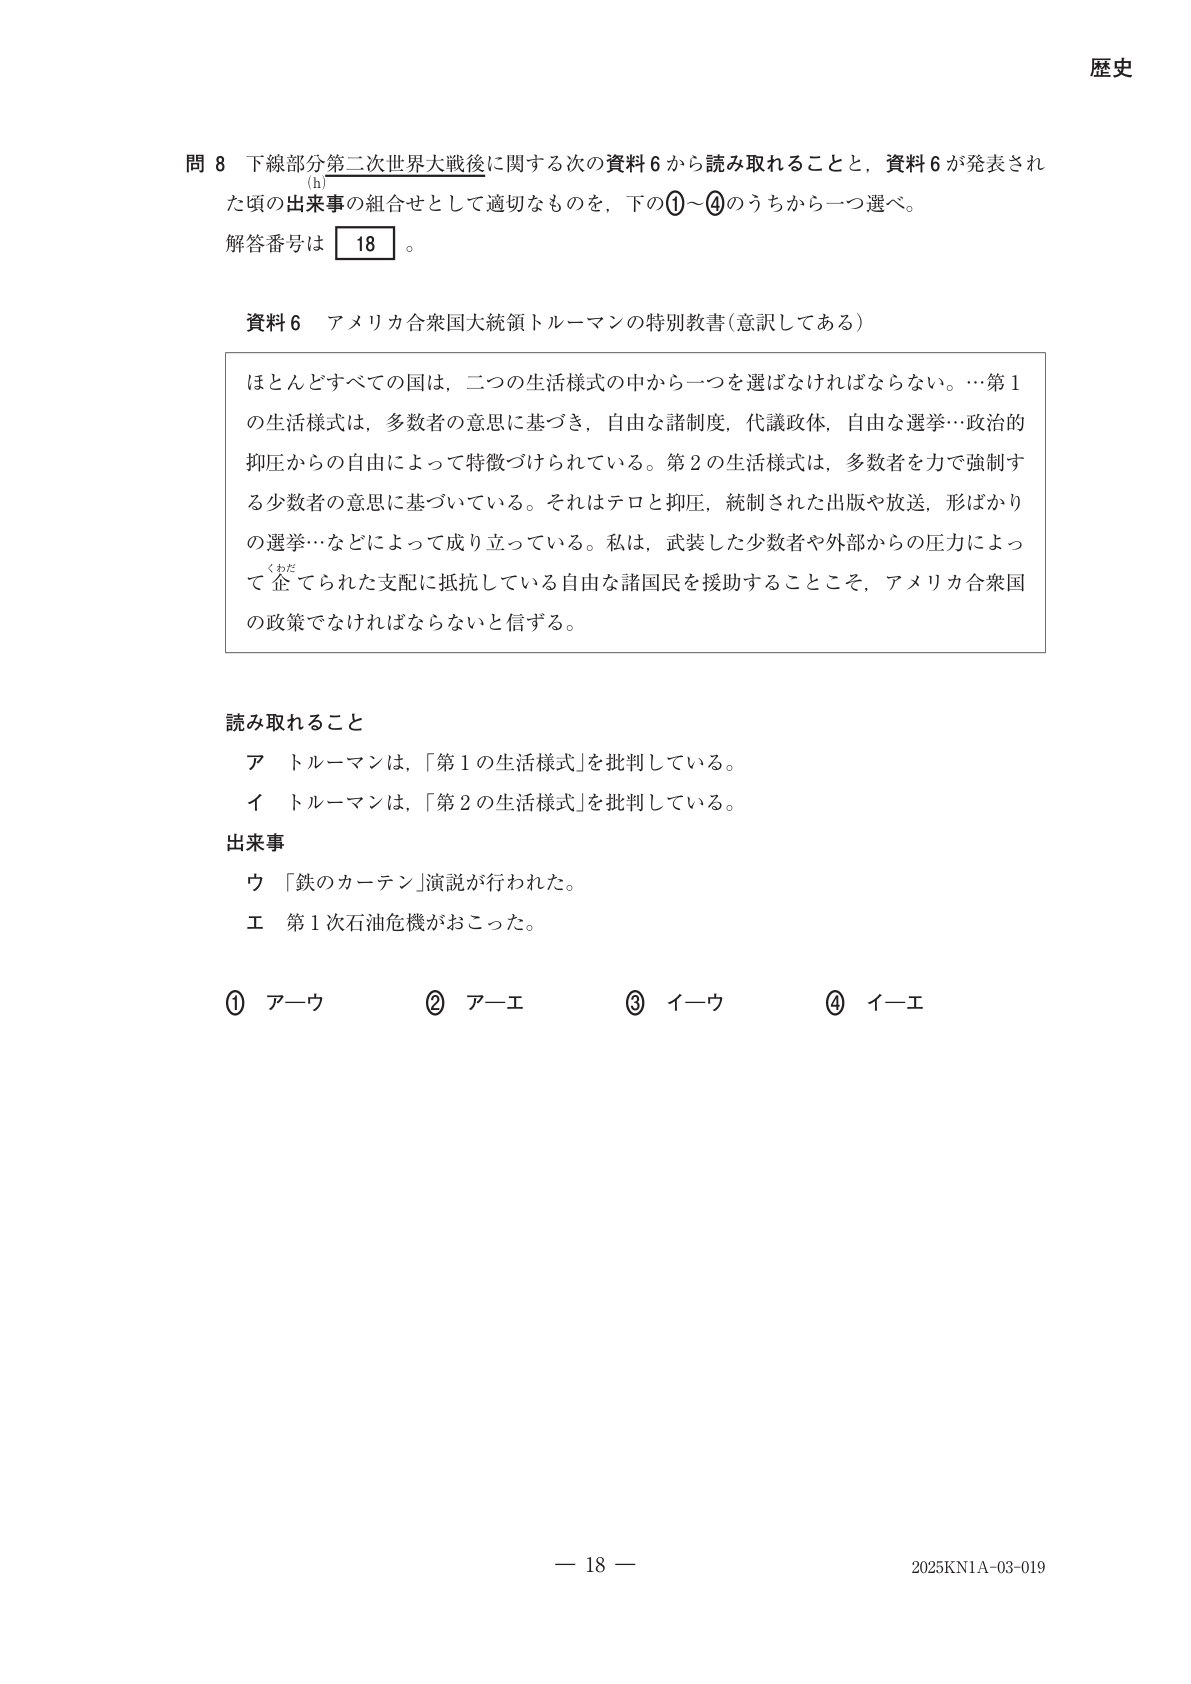 歴史
問 8 下線部分第二次世界大戦後に関する次の資料6から読み取れることと，資料6が発表され
(h)
た頃の出来事の組合せとして適切なものを，下の①～④のうちから一つ選べ。
解答番号は 18 。
資料6 アメリカ合衆国大統領トルーマンの特別教書(意訳してある)
ほとんどすべての国は，二つの生活様式の中から一つを選ばなければならない。…第1
の生活様式は，多数者の意思に基づき，自由な諸制度，代議政体，自由な選挙…政治的
抑圧からの自由によって特徴づけられている。第2の生活様式は，多数者を力で強制す
る少数者の意思に基づいている。それはテロと抑圧，統制された出版や放送，形ばかり
の選挙…などによって成り立っている。私は，武装した少数者や外部からの圧力によっ
くわだ
て企てられた支配に抵抗している自由な諸国民を援助することこそ，アメリカ合衆国
の政策でなければならないと信ずる。
読み取れること
ア トルーマンは，「第1の生活様式」を批判している。
イ トルーマンは，「第2の生活様式」を批判している。
出来事
ウ 「鉄のカーテン」演説が行われた。
エ 第1次石油危機がおこった。
① ア―ウ ② ア―エ ③ イ―ウ ④ イ―エ
― 18 ―
2025KN1A-03-019